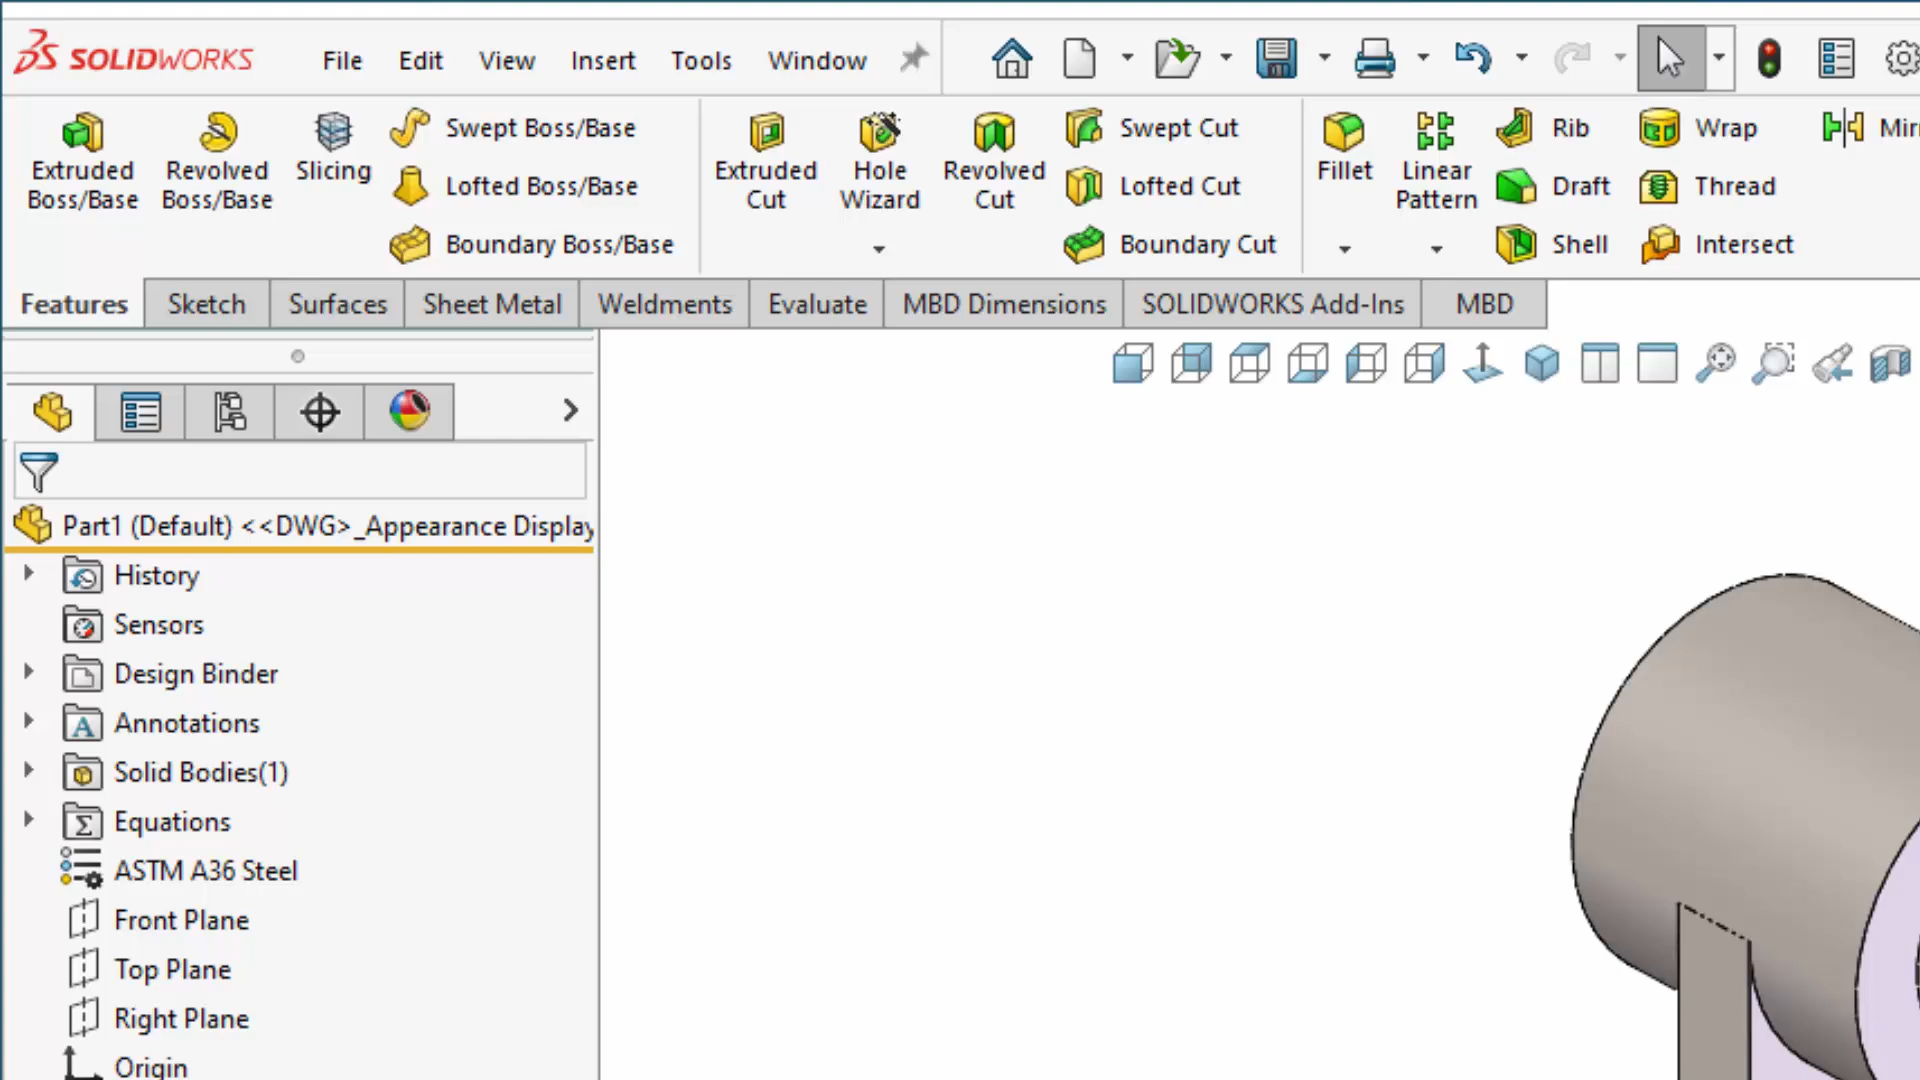 SOLIDWORKS File Edit View Insert Tools Window
Extruded Boss/Base
Revolved Boss/Base
Slicing
Swept Boss/Base
Lofted Boss/Base
Boundary Boss/Base
Extruded Cut
Hole Wizard
Revolved Cut
Swept Cut
Lofted Cut
Boundary Cut
Fillet
Linear Pattern
Rib
Draft
Shell
Wrap
Thread
Intersect
Mirr
Features Sketch Surfaces Sheet Metal Weldments Evaluate MBD Dimensions SOLIDWORKS Add-Ins MBD
Part1 (Default) <<DWG>_Appearance Display
History
Sensors
Design Binder
A Annotations
Solid Bodies(1)
Σ Equations
ASTM A36 Steel
Front Plane
Top Plane
Right Plane
Origin